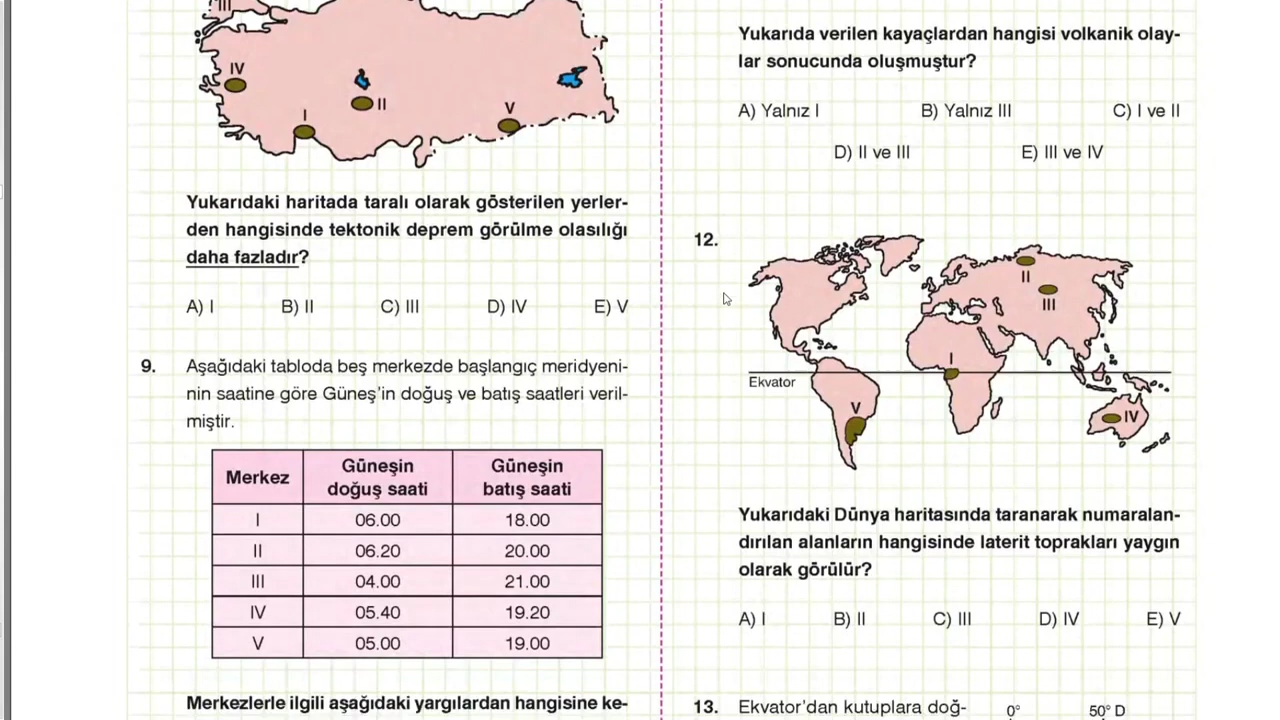 III
IV
II
I
V
Yukarıdaki haritada taralı olarak gösterilen yerler-
den hangisinde tektonik deprem görülme olasılığı
daha fazladır?
A) I B) II C) III D) IV E) V
9. Aşağıdaki tabloda beş merkezde başlangıç meridyeni-
nin saatine göre Güneş'in doğuş ve batış saatleri veril-
miştir.
Merkez Güneşin doğuş saati Güneşin batış saati
I 06.00 18.00
II 06.20 20.00
III 04.00 21.00
IV 05.40 19.20
V 05.00 19.00
Merkezlerle ilgili aşağıdaki yargılardan hangisine ke-
Yukarıda verilen kayaçlardan hangisi volkanik olay-
lar sonucunda oluşmuştur?
A) Yalnız I B) Yalnız III C) I ve II
D) II ve III E) III ve IV
12.
II
III
I
Ekvator
V
IV
Yukarıdaki Dünya haritasında taranarak numaralan-
dırılan alanların hangisinde laterit toprakları yaygın
olarak görülür?
A) I B) II C) III D) IV E) V
13. Ekvator'dan kutuplara doğ-
0° 50° D